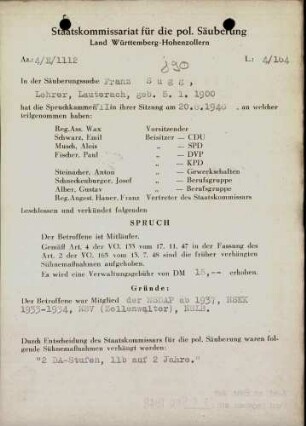 Staatskommissariat für die pol. Säuberung
Land Württemberg-Hohenzollern
Az: 4/E/1112
L: 4/164
In der Säuberungssache Franz Sugg,
Lehrer, Lauterach, geb. 5. 1. 1900
hat die Spruchkammer VI in ihrer Sitzung am 20.8.1948, an welcher
teilgenommen haben:
Reg.Ass. Wax Vorsitzender
Schwarz, Emil Beisitzer — CDU
Musch, Alois „ — SPD
Fischer, Paul „ — DVP
„ — KPD
Steinacher, Anton „ — Gewerkschaften
Schneckenburger, Josef „ — Berufsgruppe
Alber, Gustav „ — Berufsgruppe
Reg.Angest. Hauer, Franz Vertreter des Staatskommissars
beschlossen und verkündet folgenden
SPRUCH
Der Betroffene ist Mitläufer.
Gemäß Art. 4 der VO. 133 vom 17. 11. 47 in der Fassung des
Art. 2 der VO. 165 vom 13. 7. 48 sind die früher verhängten
Sühnemaßnahmen aufgehoben.
Es wird eine Verwaltungsgebühr von DM 15,— erhoben.
Gründe:
Der Betroffene war Mitglied der NSDAP ab 1937, NSKK
1933-1934, NSV (Zellenwalter), NSLB.
Durch Entscheidung des Staatskommissars für die pol. Säuberung waren fol-
gende Sühnemaßnahmen verhängt worden:
"2 DA-Stufen, 11b auf 2 Jahre."